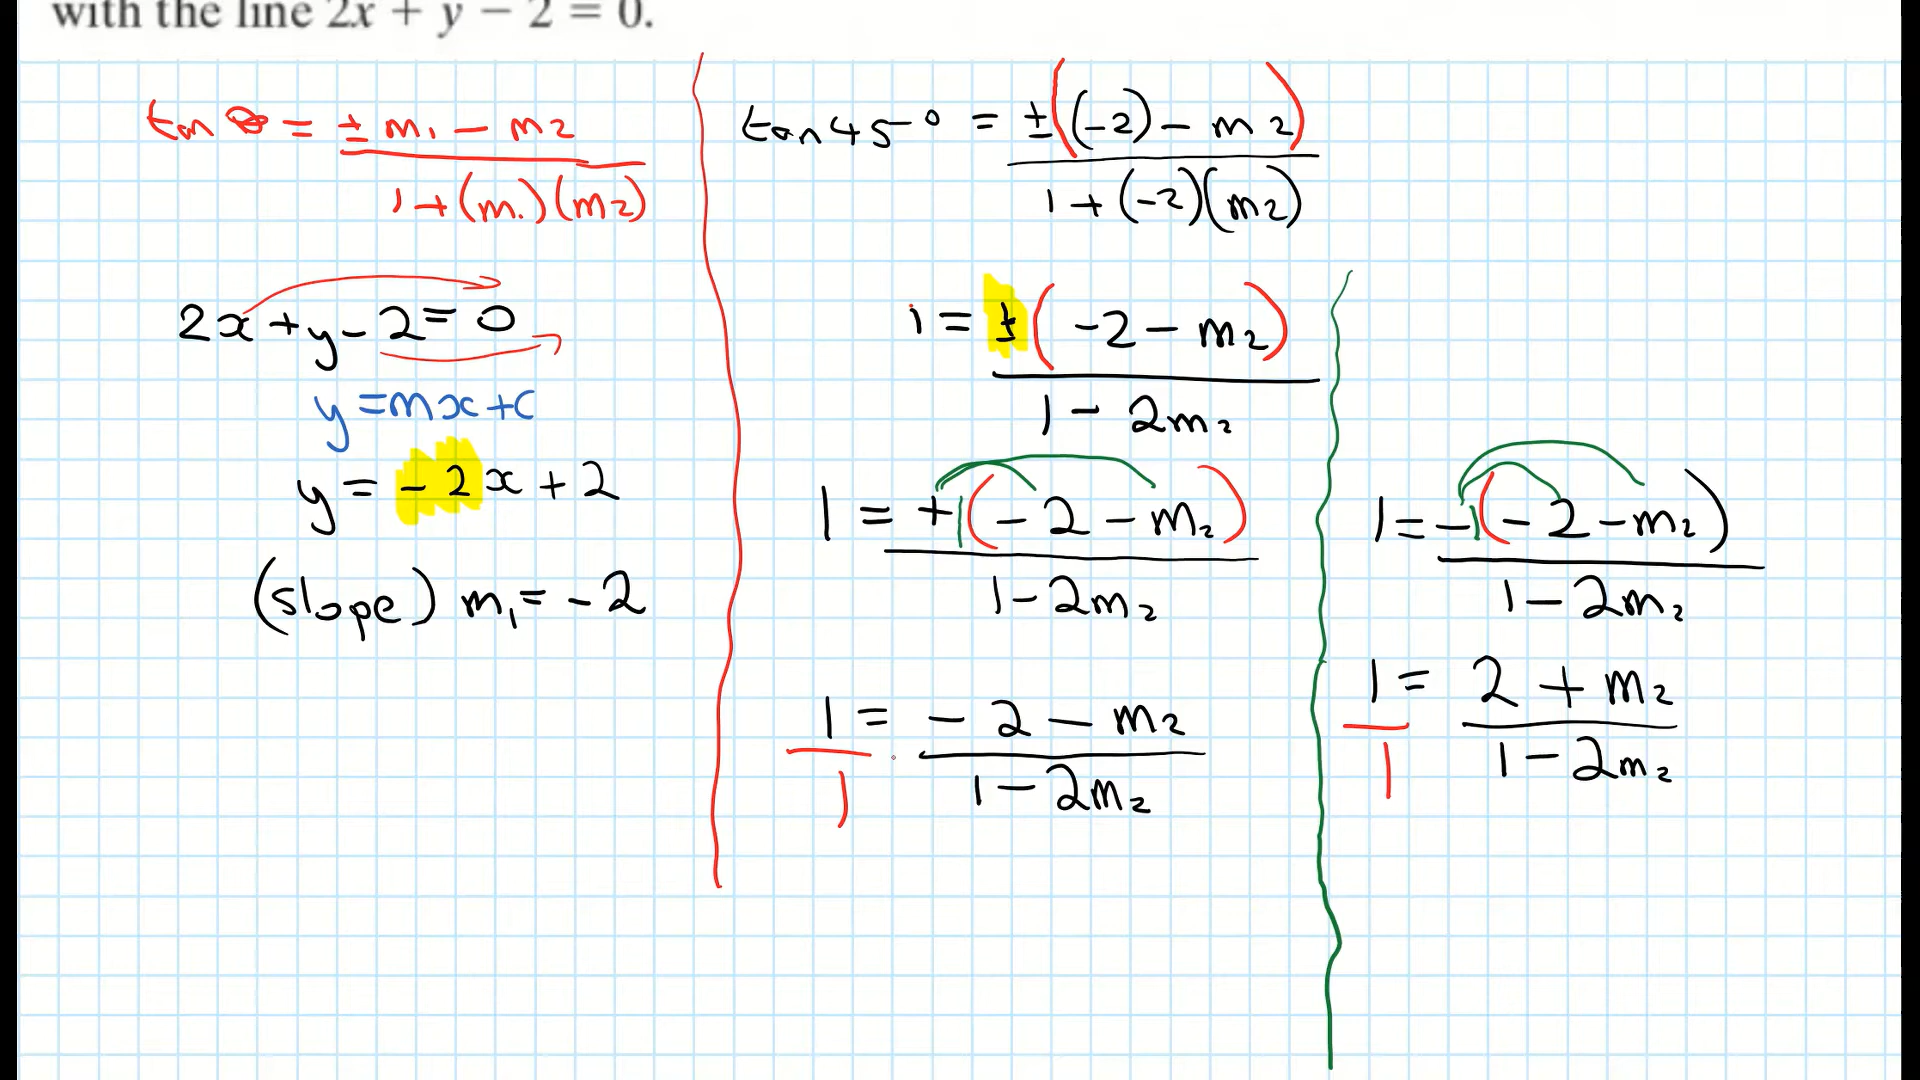 with the line 2x + y − 2 = 0.
tan θ = ± m₁ − m₂
1 + (m₁)(m₂)
2x + y − 2 = 0
y = mx + c
y = −2x + 2
(slope) m₁ = −2
tan 45° = ± ((−2) − m₂)
1 + (−2)(m₂)
1 = ± (−2 − m₂)
1 − 2m₂
1 = +1(−2 − m₂)
1 − 2m₂
1 = −2 − m₂
1 1 − 2m₂
1 = −1(−2 − m₂)
1 − 2m₂
1 = 2 + m₂
1 1 − 2m₂